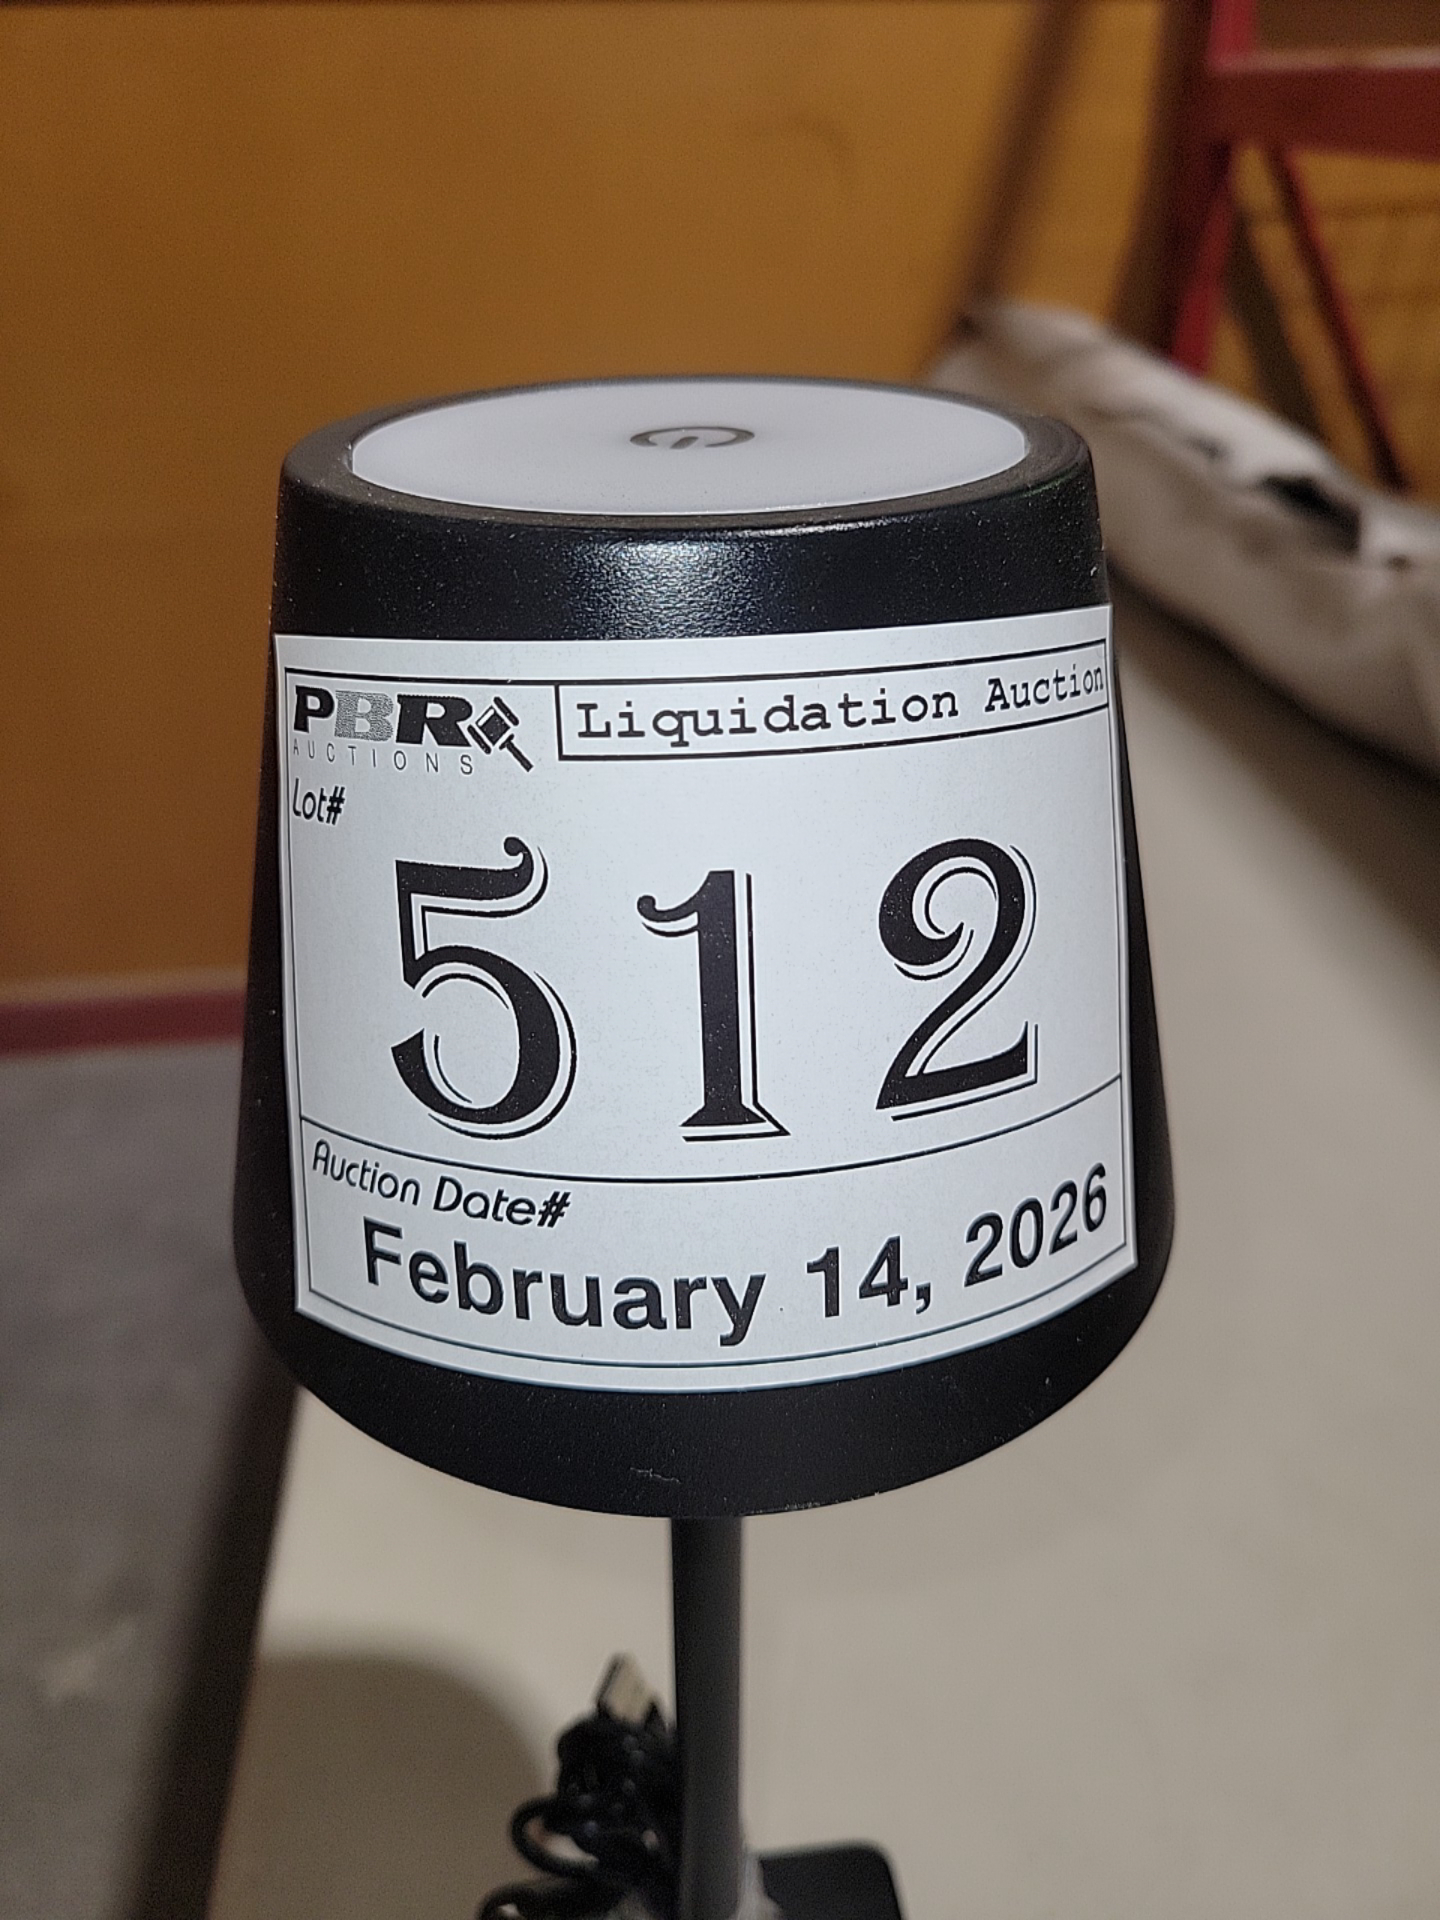 PBR
AUCTIONS
Liquidation Auction
Lot#
512
Auction Date#
February 14, 2026